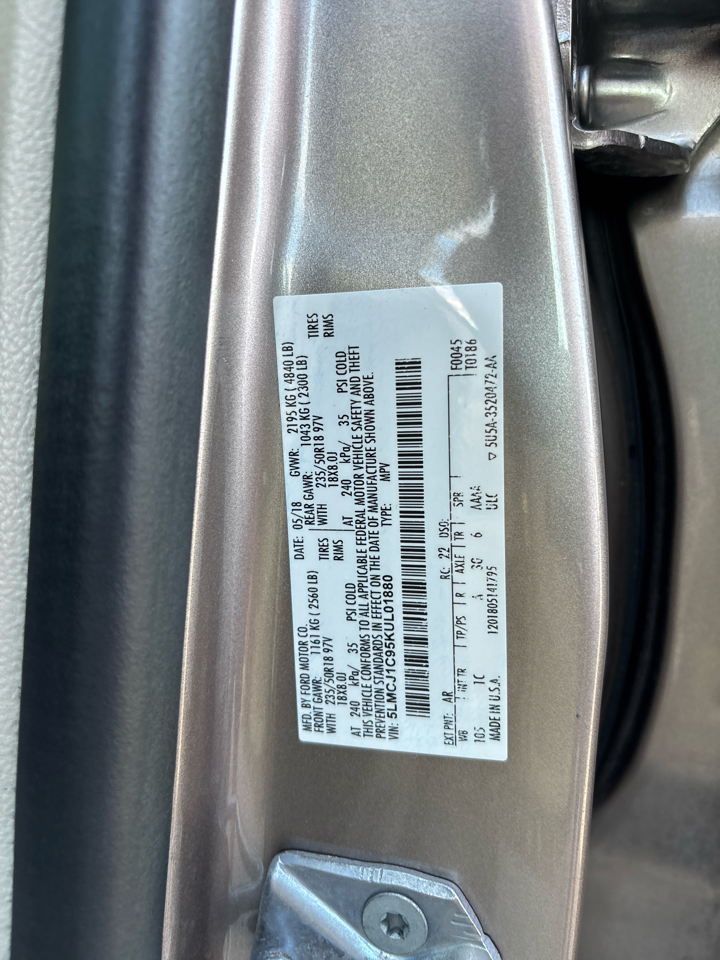 MFD. BY FORD MOTOR CO. DATE: 05/18 GVWR: 2195 KG ( 4840 LB)
FRONT GAWR: 1161 KG ( 2560 LB) REAR GAWR: 1043 KG ( 2300 LB)
WITH 235/50R18 97V TIRES WITH 235/50R18 97V TIRES
18X8.0J RIMS 18X8.0J RIMS
AT 240 kPa/ 35 PSI COLD AT 240 kPa/ 35 PSI COLD
THIS VEHICLE CONFORMS TO ALL APPLICABLE FEDERAL MOTOR VEHICLE SAFETY AND THEFT
PREVENTION STANDARDS IN EFFECT ON THE DATE OF MANUFACTURE SHOWN ABOVE.
VIN: 5LMCJ1C95KUL01880 TYPE: MPV
F0045
EXT PNT: AR RC: 22 DSO: T0186
WB INT TR TP/PS R AXLE TR SPR
105 1C A 3G 6
MADE IN U.S.A. 1201805141795 ULC ▽ 5U5A-3520472-AA